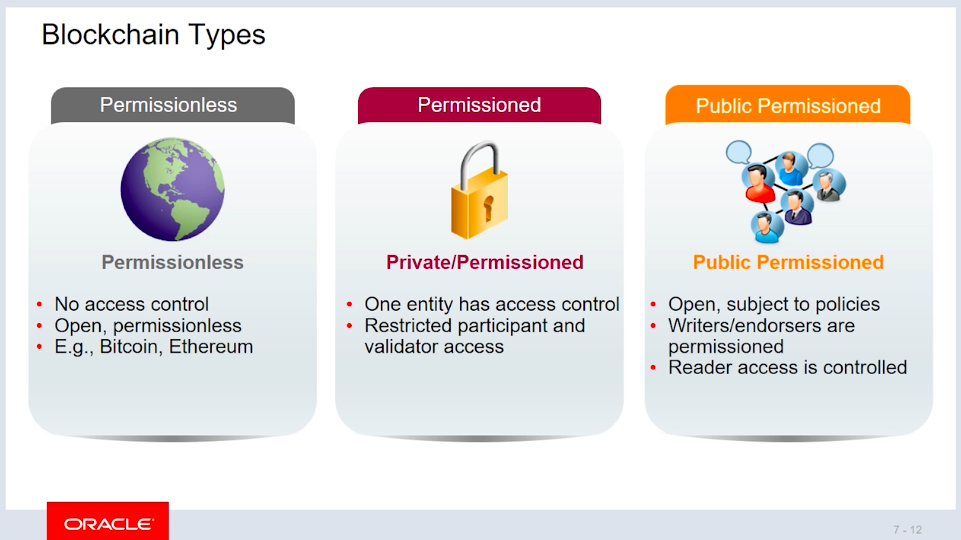 Blockchain Types
Permissionless
Permissionless
• No access control
• Open, permissionless
• E.g., Bitcoin, Ethereum
Permissioned
Private/Permissioned
• One entity has access control
• Restricted participant and
validator access
Public Permissioned
Public Permissioned
• Open, subject to policies
• Writers/endorsers are
permissioned
• Reader access is controlled
ORACLE
7 - 12